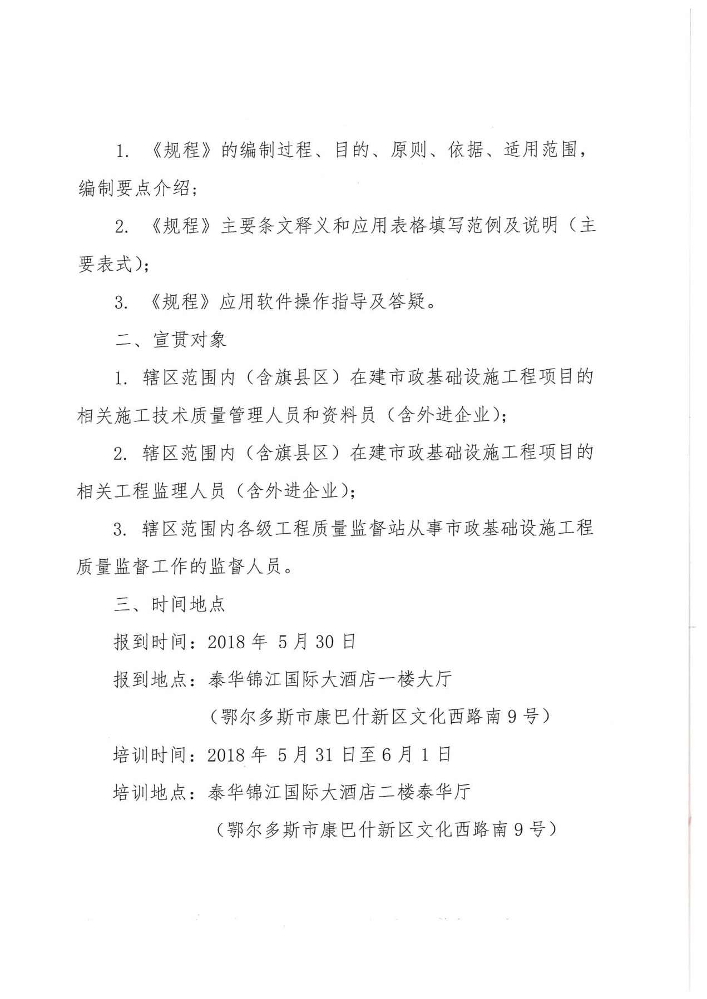 1. 《规程》的编制过程、目的、原则、依据、适用范围，
编制要点介绍；
2. 《规程》主要条文释义和应用表格填写范例及说明（主
要表式）；
3. 《规程》应用软件操作指导及答疑。
二、宣贯对象
1. 辖区范围内（含旗县区）在建市政基础设施工程项目的
相关施工技术质量管理人员和资料员（含外进企业）；
2. 辖区范围内（含旗县区）在建市政基础设施工程项目的
相关工程监理人员（含外进企业）；
3. 辖区范围内各级工程质量监督站从事市政基础设施工程
质量监督工作的监督人员。
三、时间地点
报到时间：2018 年 5 月 30 日
报到地点：泰华锦江国际大酒店一楼大厅
（鄂尔多斯市康巴什新区文化西路南 9 号）
培训时间：2018 年 5 月 31 日至 6 月 1 日
培训地点：泰华锦江国际大酒店二楼泰华厅
（鄂尔多斯市康巴什新区文化西路南 9 号）